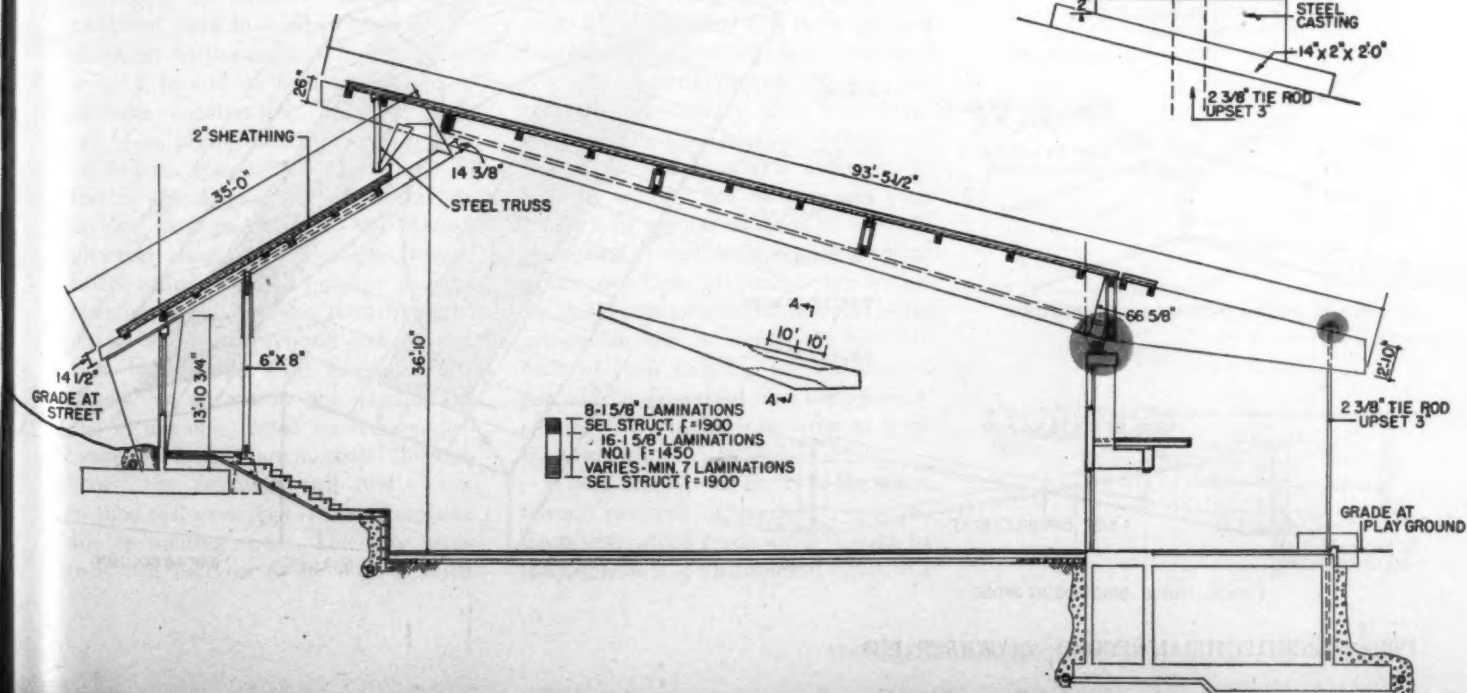 2
STEEL
CASTING
14" X 2" X 2'0"
2 3/8" TIE ROD
UPSET 3"
26"
2" SHEATHING
35'-0"
14 3/8"
STEEL TRUSS
93'-5 1/2"
66 5/8"
14 1/2"
GRADE AT
STREET
13'-10 3/4"
6" X 8"
36'-10"
A
10' 10'
A
8-1 5/8" LAMINATIONS
SEL. STRUCT. f=1900
16-1 5/8" LAMINATIONS
NO.1 f=1450
VARIES-MIN. 7 LAMINATIONS
SEL. STRUCT. f=1900
2'-10"
2 3/8" TIE ROD
UPSET 3"
GRADE AT
PLAY GROUND